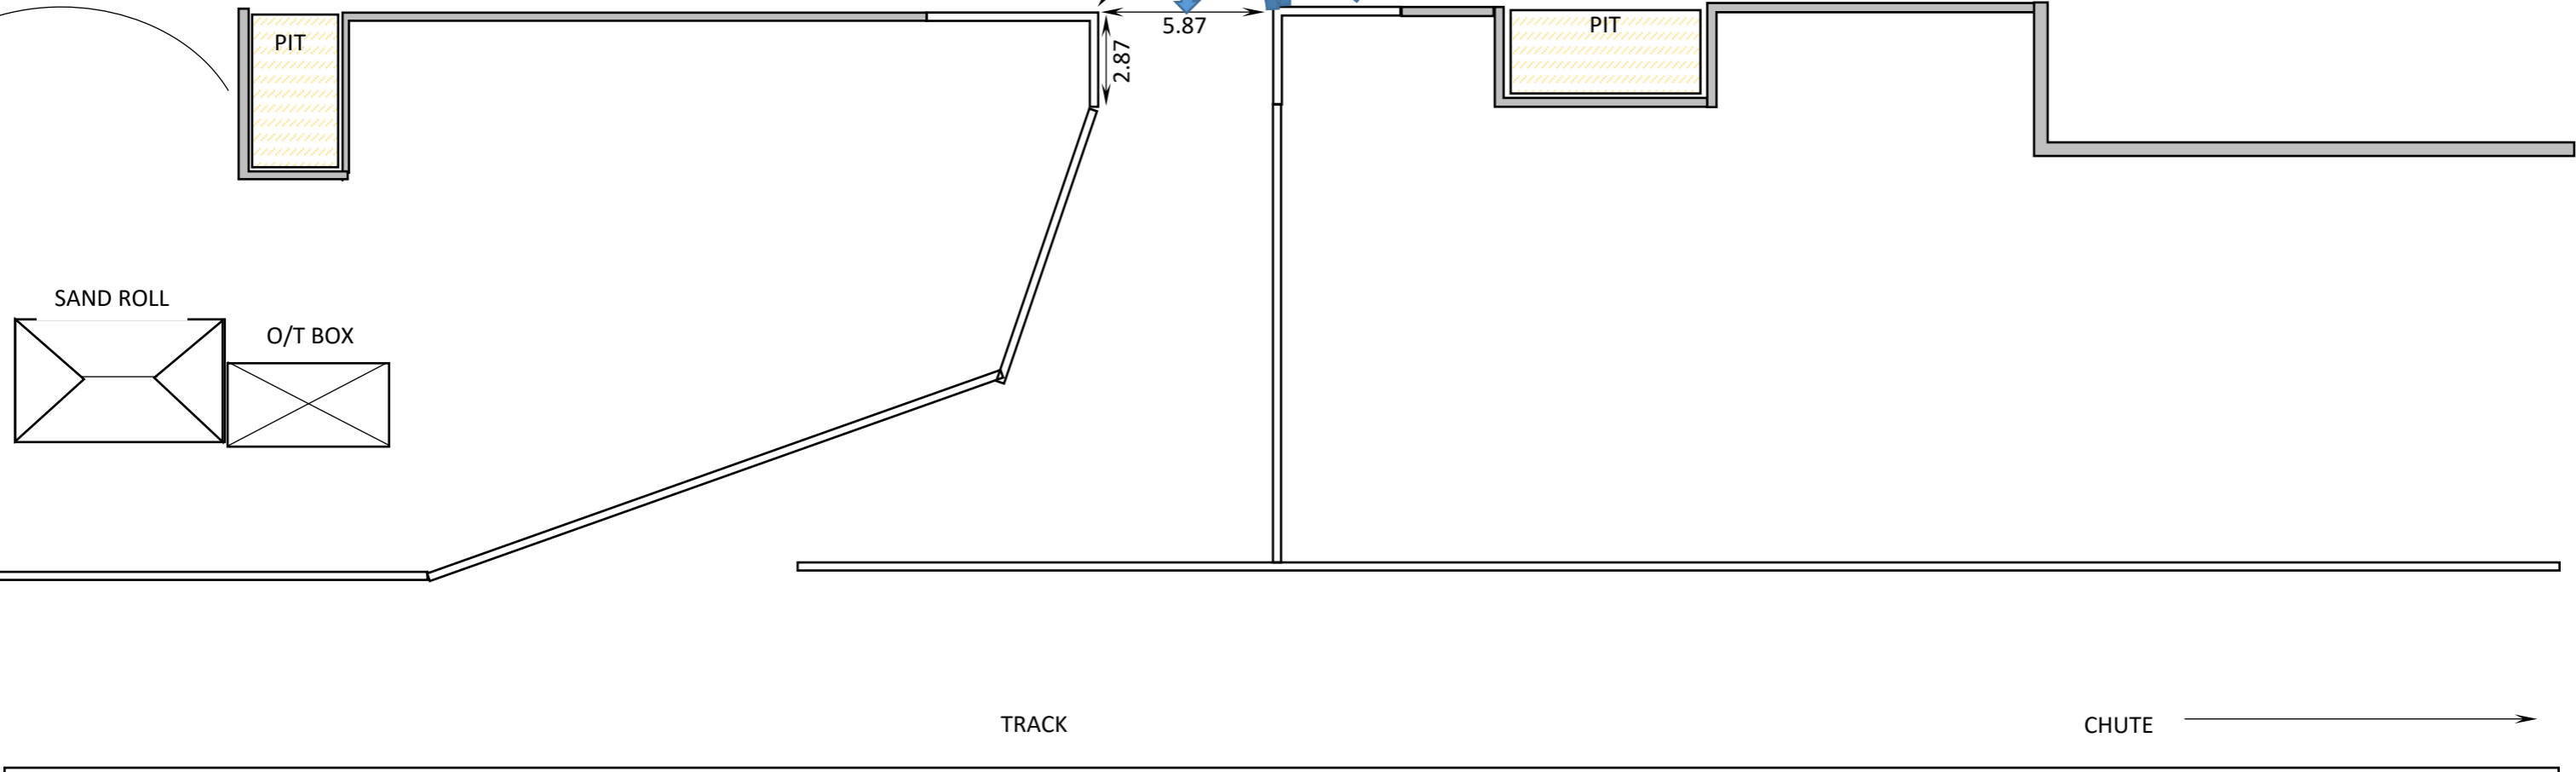 PIT
5.87
PIT
2.87
SAND ROLL
O/T BOX
TRACK
CHUTE